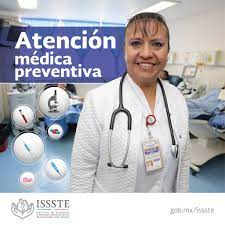 Atención
médica
preventiva
ISSSTE
gob.mx/issste